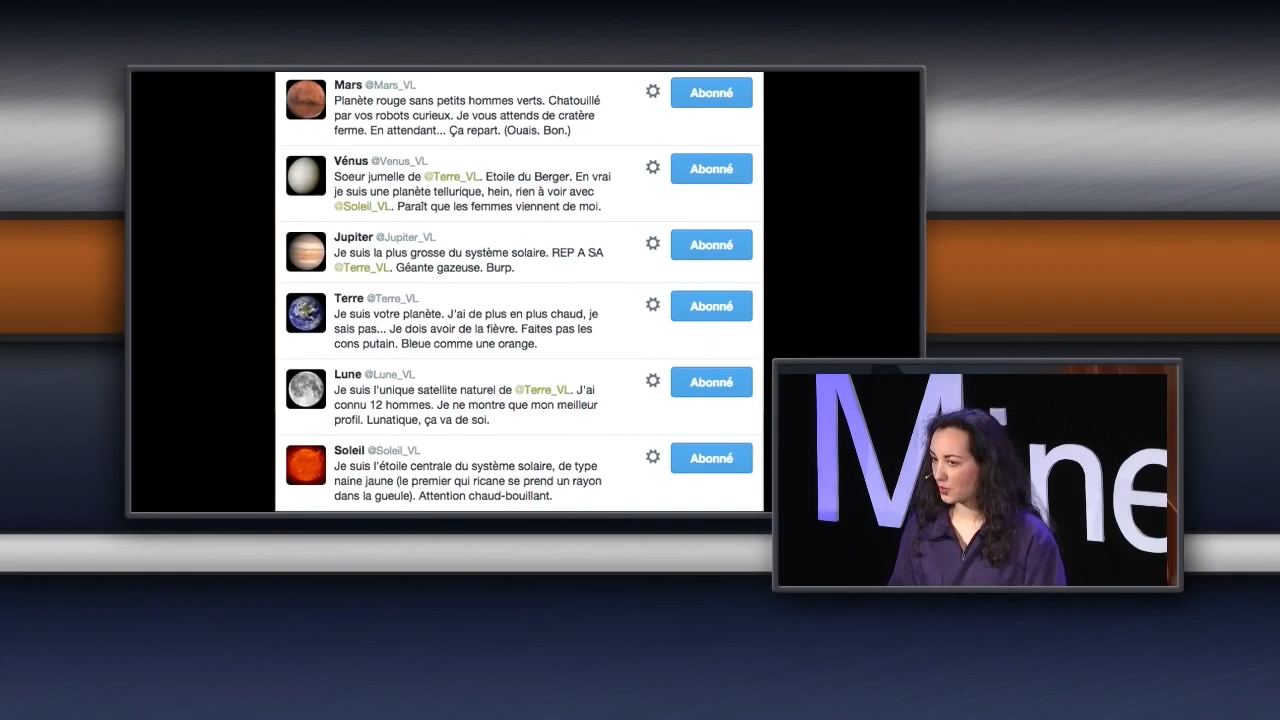 Mars @Mars_VL
Planète rouge sans petits hommes verts. Chatouillé
par vos robots curieux. Je vous attends de cratère
ferme. En attendant... Ça repart. (Ouais. Bon.)
Abonné
Vénus @Venus_VL
Soeur jumelle de @Terre_VL. Etoile du Berger. En vrai
je suis une planète tellurique, hein, rien à voir avec
@Soleil_VL. Paraît que les femmes viennent de moi.
Abonné
Jupiter @Jupiter_VL
Je suis la plus grosse du système solaire. REP A SA
@Terre_VL. Géante gazeuse. Burp.
Abonné
Terre @Terre_VL
Je suis votre planète. J'ai de plus en plus chaud, je
sais pas... Je dois avoir de la fièvre. Faites pas les
cons putain. Bleue comme une orange.
Abonné
Lune @Lune_VL
Je suis l'unique satellite naturel de @Terre_VL. J'ai
connu 12 hommes. Je ne montre que mon meilleur
profil. Lunatique, ça va de soi.
Abonné
Soleil @Soleil_VL
Je suis l'étoile centrale du système solaire, de type
naine jaune (le premier qui ricane se prend un rayon
dans la gueule). Attention chaud-bouillant.
Abonné
Mine